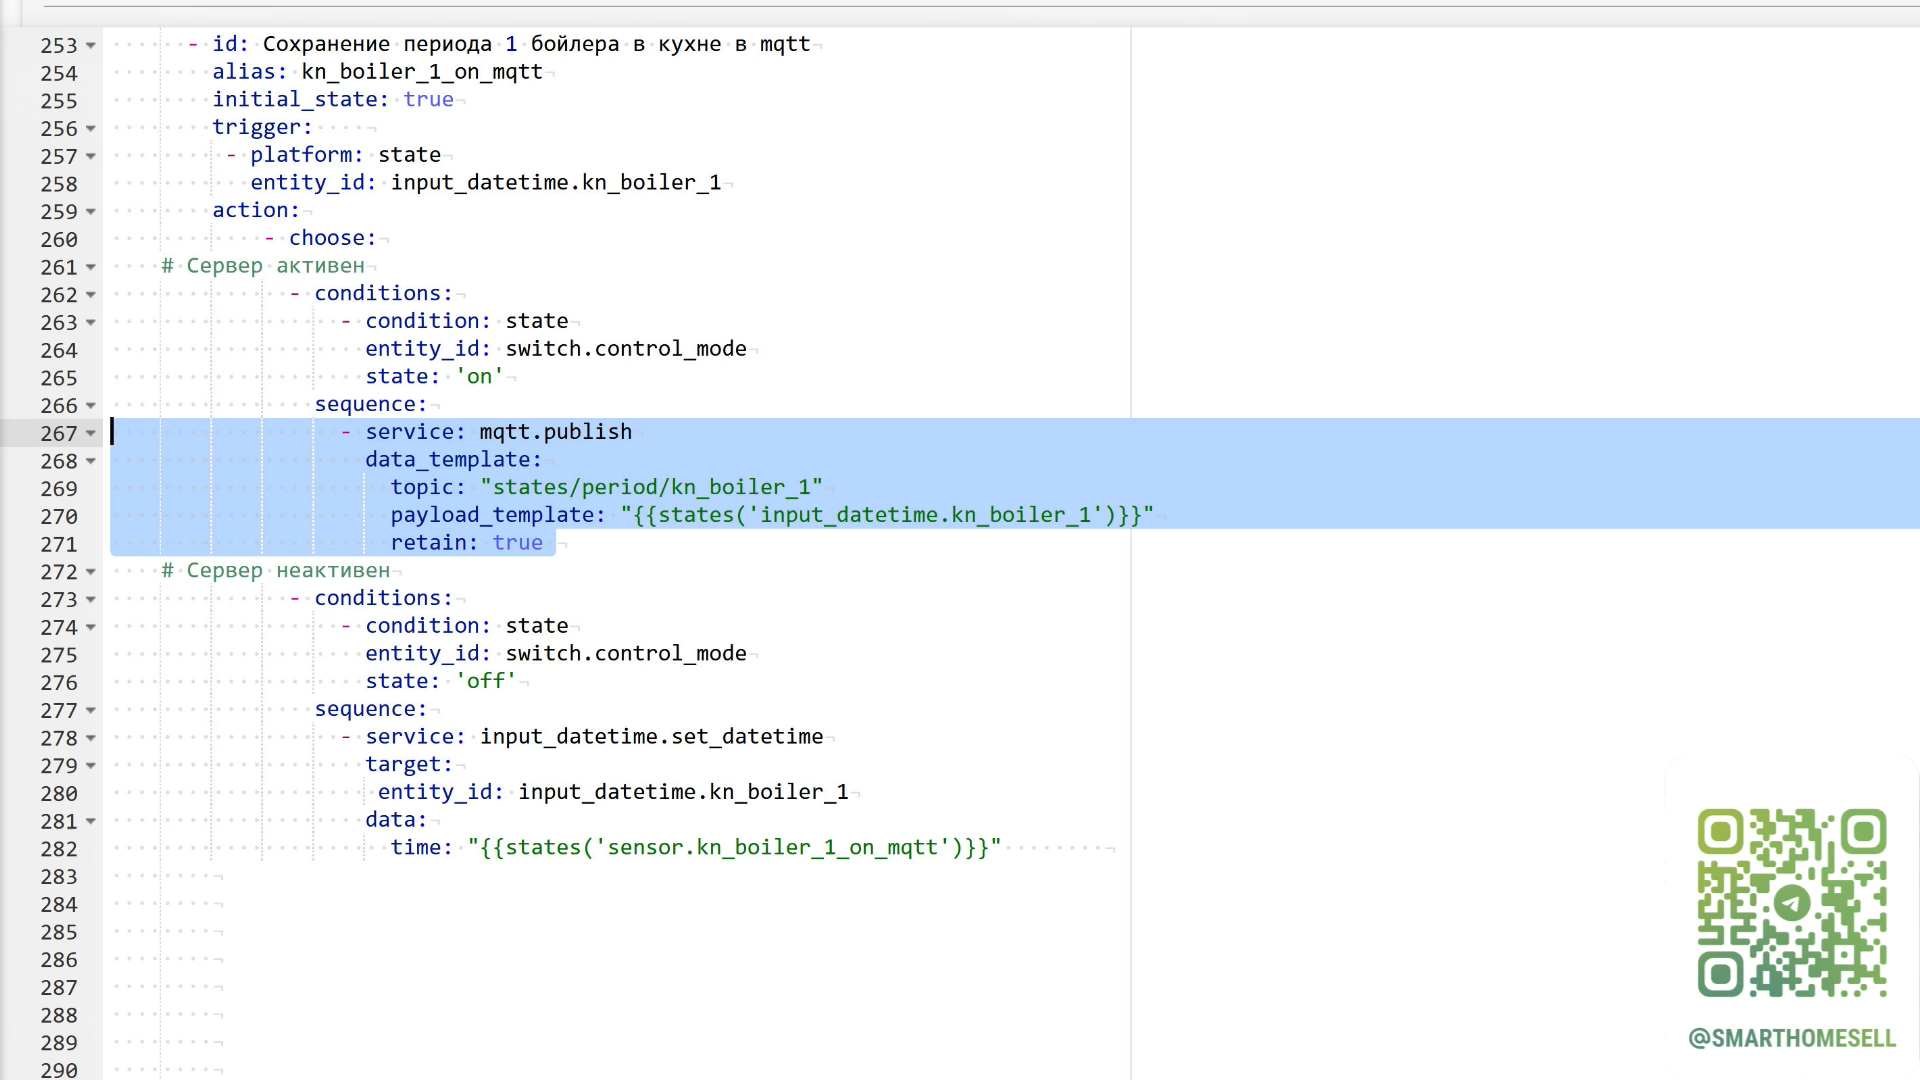 253 - id: Сохранение периода 1 бойлера в кухне в mqtt
254 alias: kn_boiler_1_on_mqtt
255 initial_state: true
256 trigger:
257 - platform: state
258 entity_id: input_datetime.kn_boiler_1
259 action:
260 - choose:
261 # Сервер активен
262 - conditions:
263 - condition: state
264 entity_id: switch.control_mode
265 state: 'on'
266 sequence:
267 - service: mqtt.publish
268 data_template:
269 topic: "states/period/kn_boiler_1"
270 payload_template: "{{states('input_datetime.kn_boiler_1')}}"
271 retain: true
272 # Сервер неактивен
273 - conditions:
274 - condition: state
275 entity_id: switch.control_mode
276 state: 'off'
277 sequence:
278 - service: input_datetime.set_datetime
279 target:
280 entity_id: input_datetime.kn_boiler_1
281 data:
282 time: "{{states('sensor.kn_boiler_1_on_mqtt')}}"
283
284
285
286
287
288
289
290
@SMARTHOMESELL